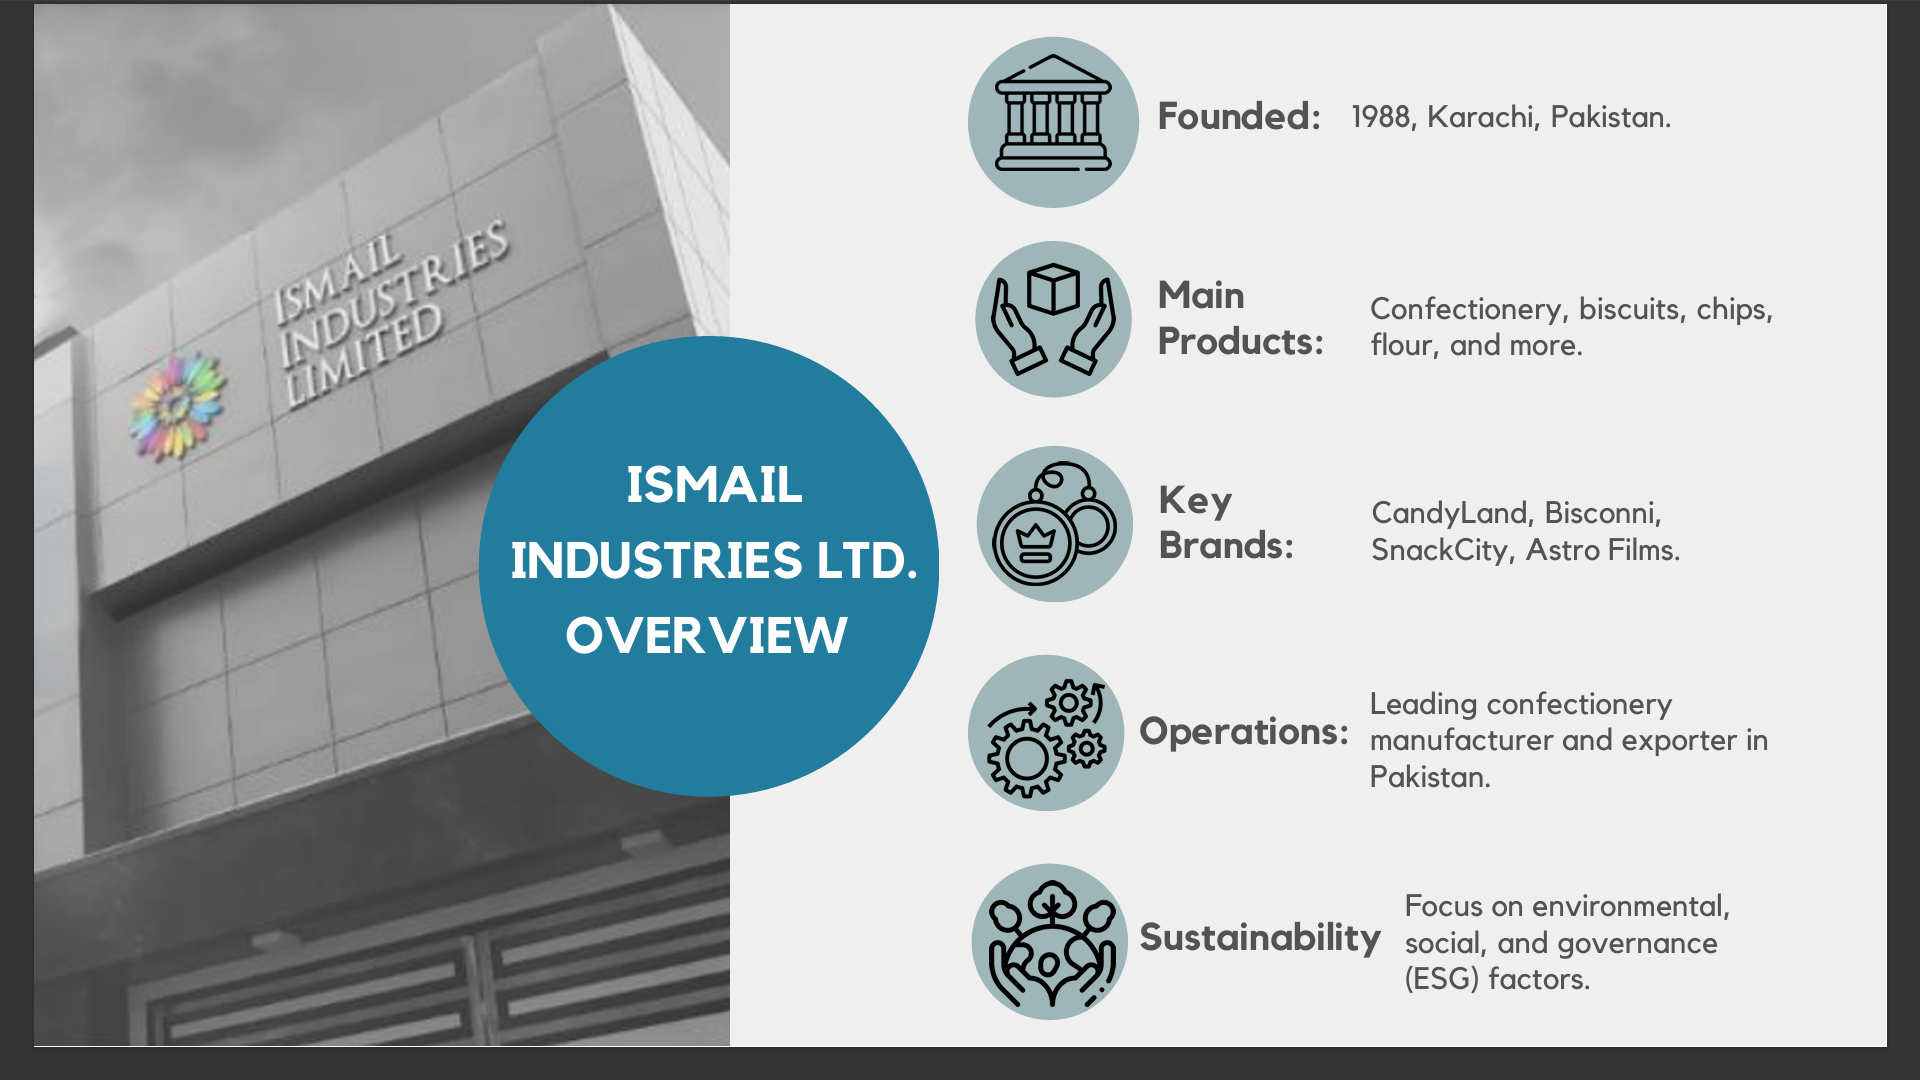 ISMAIL
INDUSTRIES
LIMITED
ISMAIL
INDUSTRIES LTD.
OVERVIEW
Founded: 1988, Karachi, Pakistan.
Main
Products:
Confectionery, biscuits, chips,
flour, and more.
Key
Brands:
CandyLand, Bisconni,
SnackCity, Astro Films.
Operations:
Leading confectionery
manufacturer and exporter in
Pakistan.
Sustainability
Focus on environmental,
social, and governance
(ESG) factors.